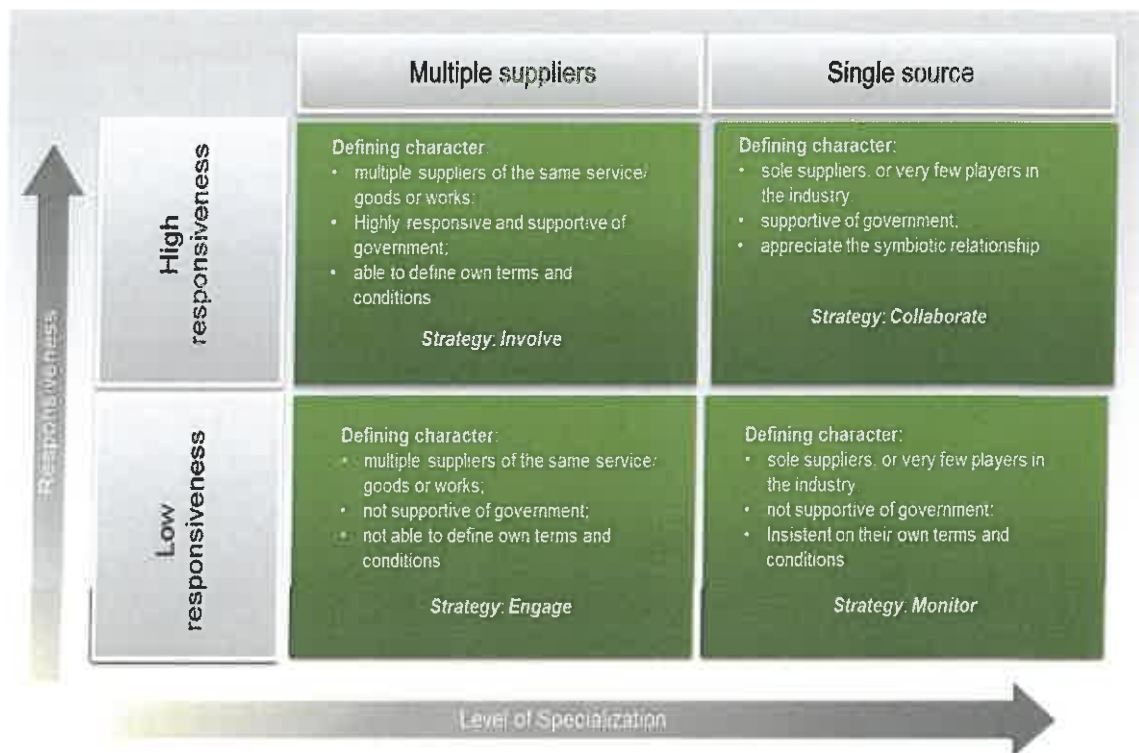 Multiple suppliers
Single source
High
responsiveness
Defining character:
• multiple suppliers of the same service/
goods or works;
• Highly responsive and supportive of
government;
• able to define own terms and
conditions
Strategy: Involve
Defining character:
• sole suppliers, or very few players in
the industry.
• supportive of government;
• appreciate the symbiotic relationship
Strategy: Collaborate
Low
responsiveness
Defining character:
• multiple suppliers of the same service/
goods or works;
• not supportive of government;
• not able to define own terms and
conditions
Strategy: Engage
Defining character:
• sole suppliers, or very few players in
the industry
• not supportive of government;
• Insistent on their own terms and
conditions
Strategy: Monitor
Responsiveness
Level of Specialization